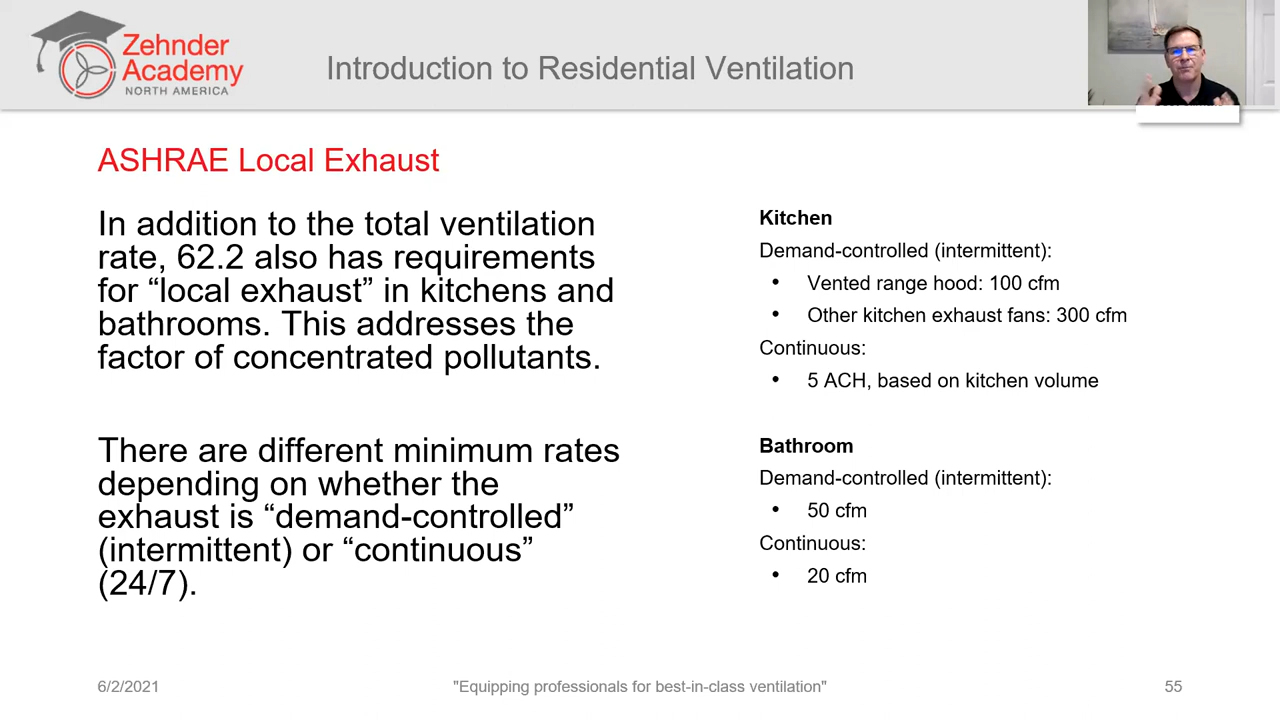 Zehnder
Academy
NORTH AMERICA
Introduction to Residential Ventilation
ASHRAE Local Exhaust
In addition to the total ventilation
rate, 62.2 also has requirements
for “local exhaust” in kitchens and
bathrooms. This addresses the
factor of concentrated pollutants.
There are different minimum rates
depending on whether the
exhaust is “demand-controlled”
(intermittent) or “continuous”
(24/7).
Kitchen
Demand-controlled (intermittent):
• Vented range hood: 100 cfm
• Other kitchen exhaust fans: 300 cfm
Continuous:
• 5 ACH, based on kitchen volume
Bathroom
Demand-controlled (intermittent):
• 50 cfm
Continuous:
• 20 cfm
6/2/2021
"Equipping professionals for best-in-class ventilation"
55